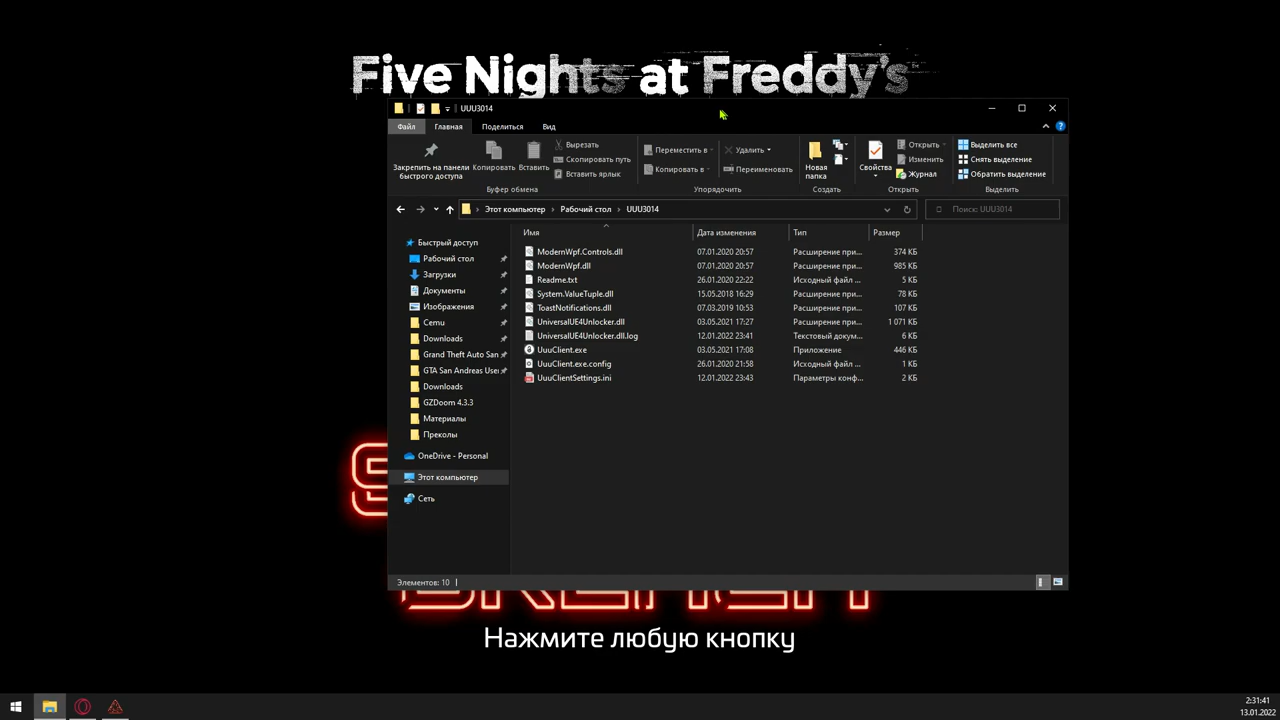 Five Nights at Freddy's
UUU3014
Файл Главная Поделиться Вид
Закрепить на панели быстрого доступа
Копировать
Вставить
Вырезать
Скопировать путь
Вставить ярлык
Буфер обмена
Переместить в
Копировать в
Удалить
Переименовать
Упорядочить
Новая папка
Создать
Свойства
Открыть
Изменить
Журнал
Открыть
Выделить все
Снять выделение
Обратить выделение
Выделить
Этот компьютер > Рабочий стол > UUU3014
Поиск: UUU3014
Быстрый доступ
Рабочий стол
Загрузки
Документы
Изображения
Cemu
Downloads
Grand Theft Auto San
GTA San Andreas User
Downloads
GZDoom 4.3.3
Материалы
Преколы
OneDrive - Personal
Этот компьютер
Сеть
Имя Дата изменения Тип Размер
ModernWpf.Controls.dll 07.01.2020 20:57 Расширение при... 374 КБ
ModernWpf.dll 07.01.2020 20:57 Расширение при... 985 КБ
Readme.txt 26.01.2020 22:22 Исходный файл ... 5 КБ
System.ValueTuple.dll 15.05.2018 16:29 Расширение при... 78 КБ
ToastNotifications.dll 07.03.2019 10:53 Расширение при... 107 КБ
UniversalUE4Unlocker.dll 03.05.2021 17:27 Расширение при... 1 071 КБ
UniversalUE4Unlocker.dll.log 12.01.2022 23:41 Текстовый докум... 6 КБ
UuuClient.exe 03.05.2021 17:08 Приложение 446 КБ
UuuClient.exe.config 26.01.2020 21:58 Исходный файл ... 1 КБ
UuuClientSettings.ini 12.01.2022 23:43 Параметры конф... 2 КБ
Элементов: 10
Нажмите любую кнопку
2:31:41
13.01.2022